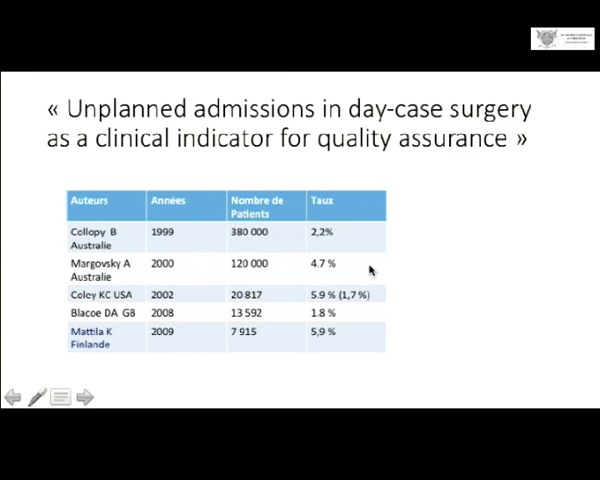 « Unplanned admissions in day-case surgery
as a clinical indicator for quality assurance »
Auteurs Années Nombre de Patients Taux
Collopy B Australie 1999 380 000 2,2%
Margovsky A Australie 2000 120 000 4.7 %
Coley KC USA 2002 20 817 5.9 % (1,7 %)
Blacoe DA GB 2008 13 592 1.8 %
Mattila K Finlande 2009 7 915 5,9 %